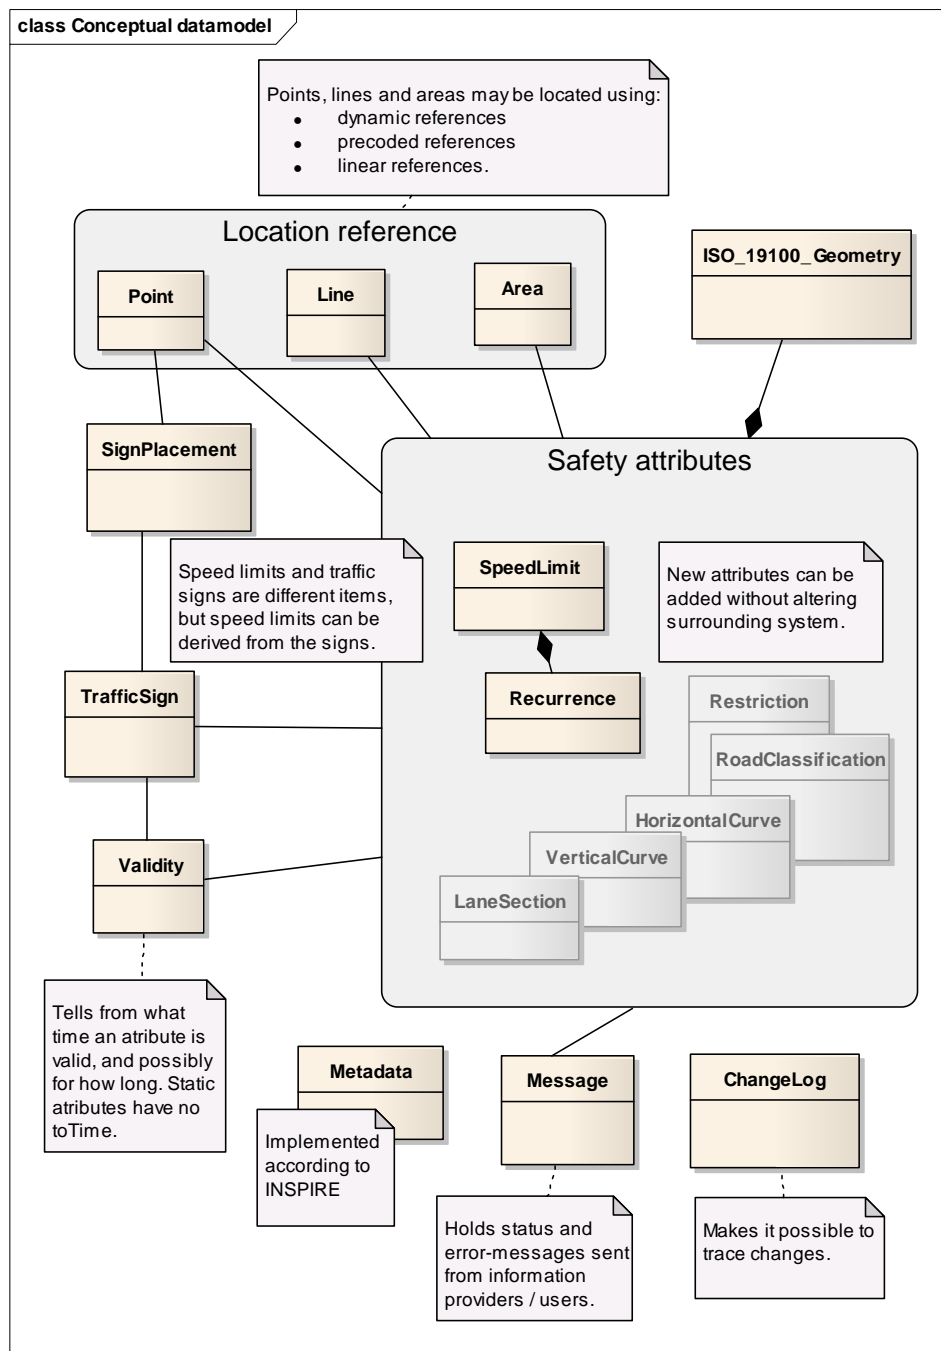 class Conceptual datamodel
Points, lines and areas may be located using:
• dynamic references
• precoded references
• linear references.
Location reference
Point
Line
Area
ISO_19100_Geometry
SignPlacement
Safety attributes
Speed limits and traffic
signs are different items,
but speed limits can be
derived from the signs.
SpeedLimit
New attributes can be
added without altering
surrounding system.
TrafficSign
Recurrence
Restriction
RoadClassification
HorizontalCurve
VerticalCurve
LaneSection
Validity
Tells from what
time an atribute is
valid, and possibly
for how long. Static
atributes have no
toTime.
Metadata
Implemented
according to
INSPIRE
Message
Holds status and
error-messages sent
from information
providers / users.
ChangeLog
Makes it possible to
trace changes.